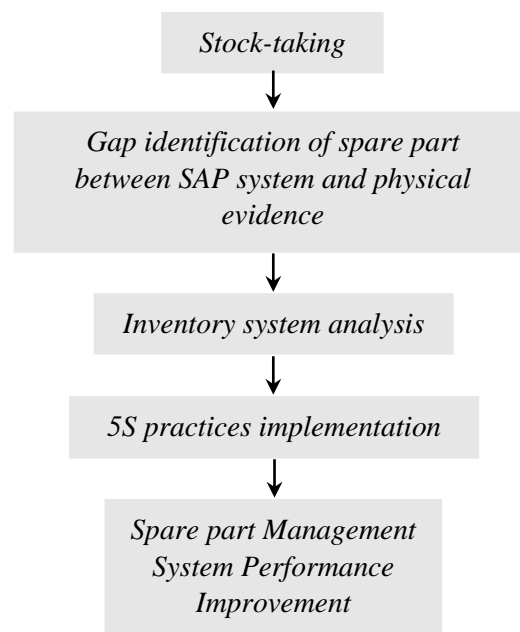 Stock-taking
Gap identification of spare part
between SAP system and physical
evidence
Inventory system analysis
5S practices implementation
Spare part Management
System Performance
Improvement